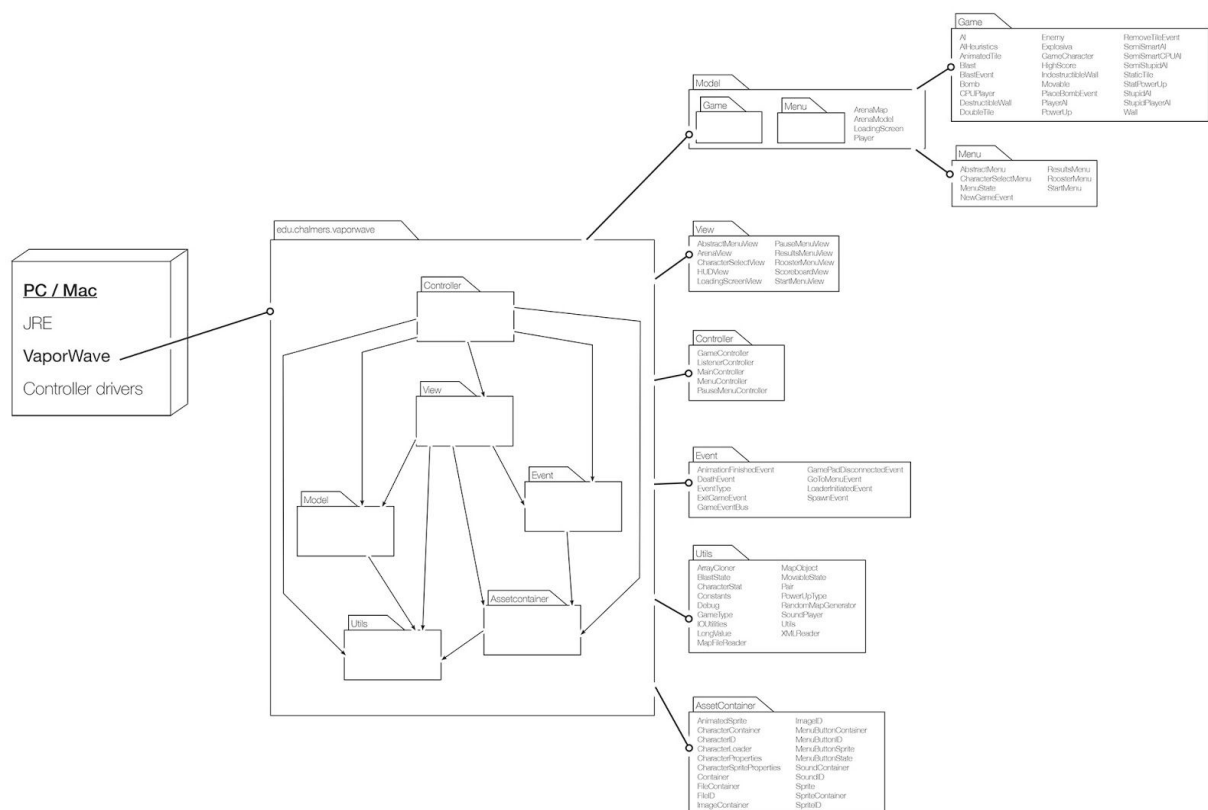 PC / Mac
JRE
VaporWave
Controller drivers
edu.chalmers.vaporwave
Controller
View
Event
Model
Assetcontainer
Utils
Model
Game
Menu
ArenaMap
ArenaModel
LoadingScreen
Player
Game
AI Enemy RemoveTileEvent
AIHeuristics Explosive SemiSmartAI
AnimatedTile GameCharacter SemiSmartCPUAI
Blast HighScore SemiStupidAI
BlastEvent IndestructibleWall StaticTile
Bomb Movable StatPowerUp
CPUPlayer PlaceBombEvent StupidAI
DestructibleWall PlayerAI StupidPlayerAI
DoubleTile PowerUp Wall
Menu
AbstractMenu ResultsMenu
CharacterSelectMenu RoosterMenu
MenuState StartMenu
NewGameEvent
View
AbstractMenuView PauseMenuView
ArenaView ResultsMenuView
CharacterSelectView RoosterMenuView
HUDView ScoreboardView
LoadingScreenView StartMenuView
Controller
GameController
ListenerController
MainController
MenuController
PauseMenuController
Event
AnimationFinishedEvent GamePadDisconnectedEvent
DeathEvent GoToMenuEvent
EventType LoaderInitiatedEvent
ExitGameEvent SpawnEvent
GameEventBus
Utils
ArrayCloner MapObject
BlastState MovableState
CharacterStat Pair
Constants PowerUpType
Debug RandomMapGenerator
GameType SoundPlayer
IOUtilities Utils
LongValue XMLReader
MapFileReader
AssetContainer
AnimatedSprite ImageID
CharacterContainer MenuButtonContainer
CharacterID MenuButtonID
CharacterLoader MenuButtonSprite
CharacterProperties MenuButtonState
CharacterSpriteProperties SoundContainer
Container SoundID
FileContainer Sprite
FileID SpriteContainer
ImageContainer SpriteID